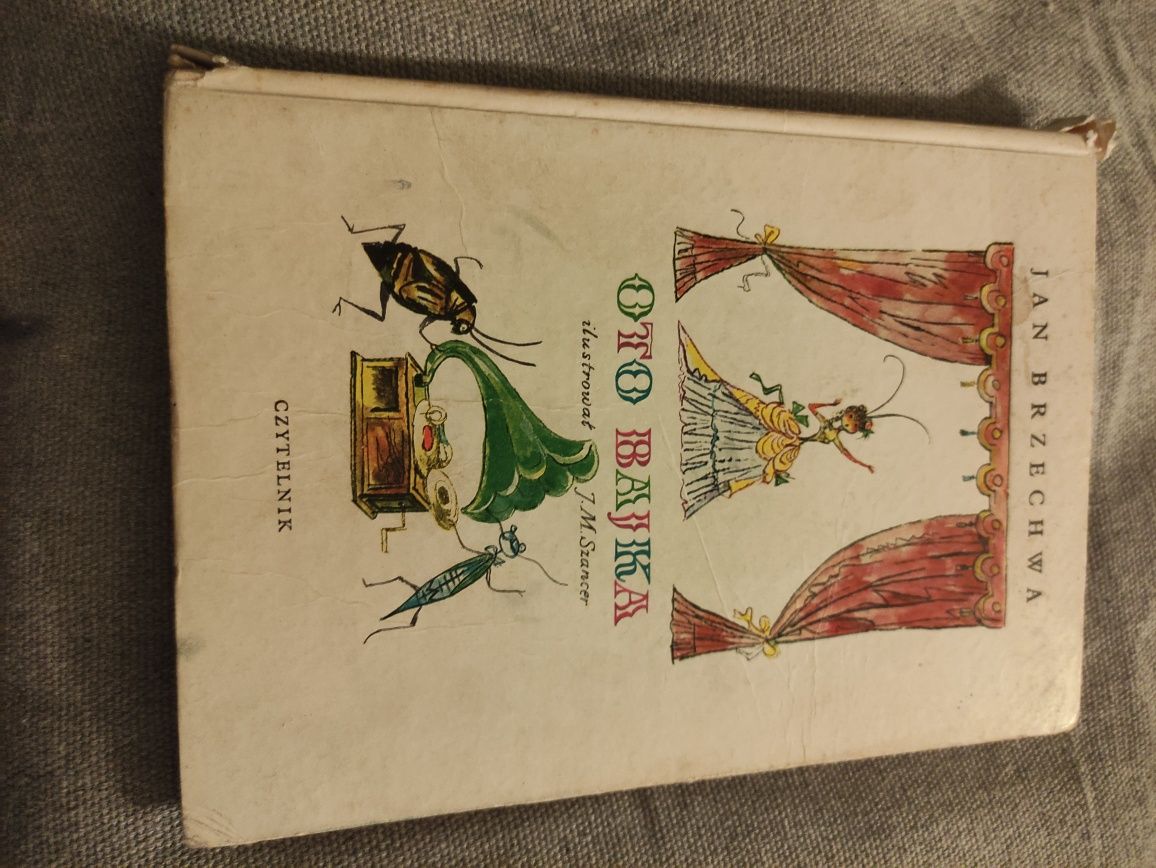 JAN BRZECHWA
OTO BAJKA
ilustrował J.M.Szancer
CZYTELNIK